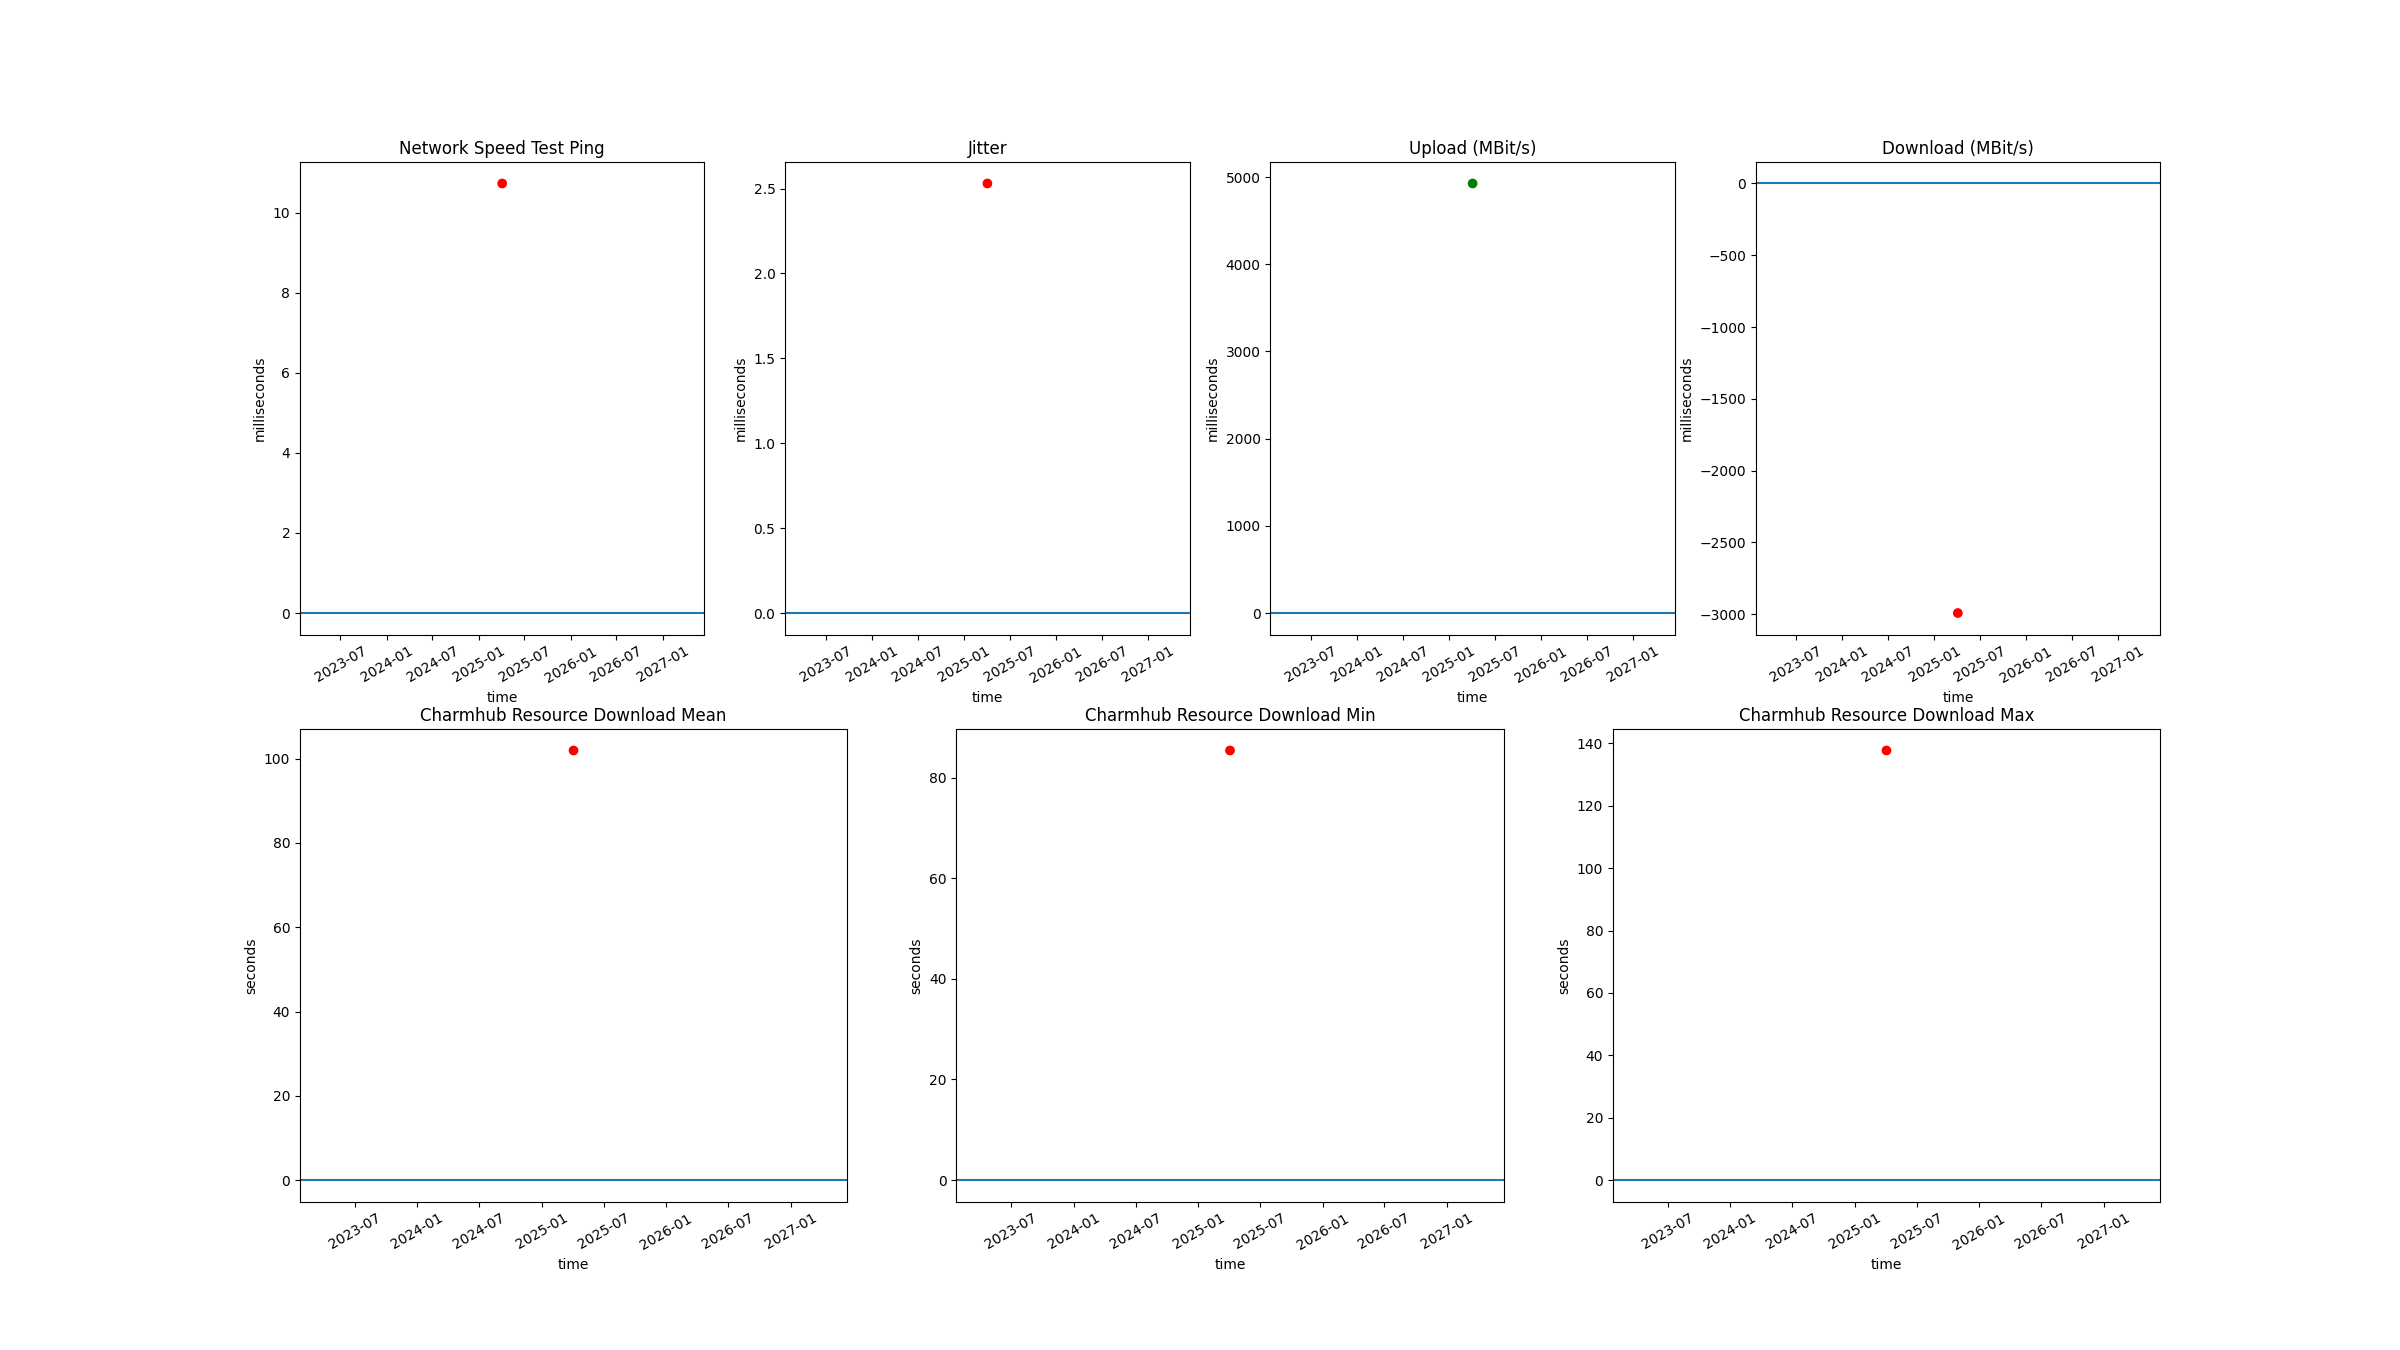 Network Speed Test Ping
milliseconds
10
8
6
4
2
0
2023-07 2024-01 2024-07 2025-01 2025-07 2026-01 2026-07 2027-01
time
Jitter
milliseconds
2.5
2.0
1.5
1.0
0.5
0.0
2023-07 2024-01 2024-07 2025-01 2025-07 2026-01 2026-07 2027-01
time
Upload (MBit/s)
milliseconds
5000
4000
3000
2000
1000
0
2023-07 2024-01 2024-07 2025-01 2025-07 2026-01 2026-07 2027-01
time
Download (MBit/s)
milliseconds
0
−500
−1000
−1500
−2000
−2500
−3000
2023-07 2024-01 2024-07 2025-01 2025-07 2026-01 2026-07 2027-01
time
Charmhub Resource Download Mean
seconds
100
80
60
40
20
0
2023-07 2024-01 2024-07 2025-01 2025-07 2026-01 2026-07 2027-01
time
Charmhub Resource Download Min
seconds
80
60
40
20
0
2023-07 2024-01 2024-07 2025-01 2025-07 2026-01 2026-07 2027-01
time
Charmhub Resource Download Max
seconds
140
120
100
80
60
40
20
0
2023-07 2024-01 2024-07 2025-01 2025-07 2026-01 2026-07 2027-01
time